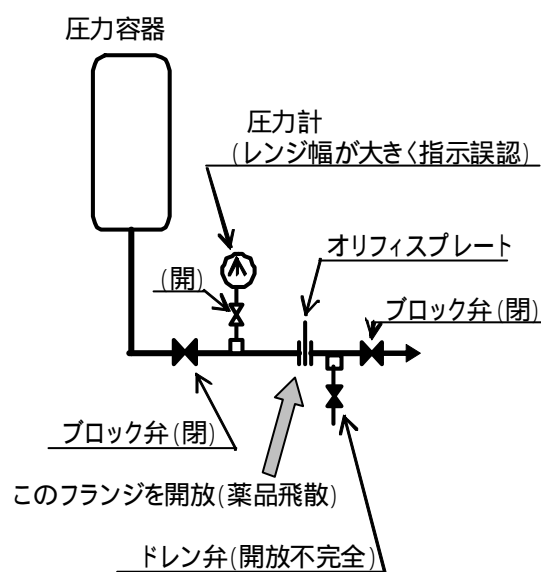 圧力容器
圧力計
(レンジ幅が大きく指示誤認)
オリフィスプレート
(開)
ブロック弁(閉)
ブロック弁(閉)
このフランジを開放(薬品飛散)
ドレン弁(開放不完全)